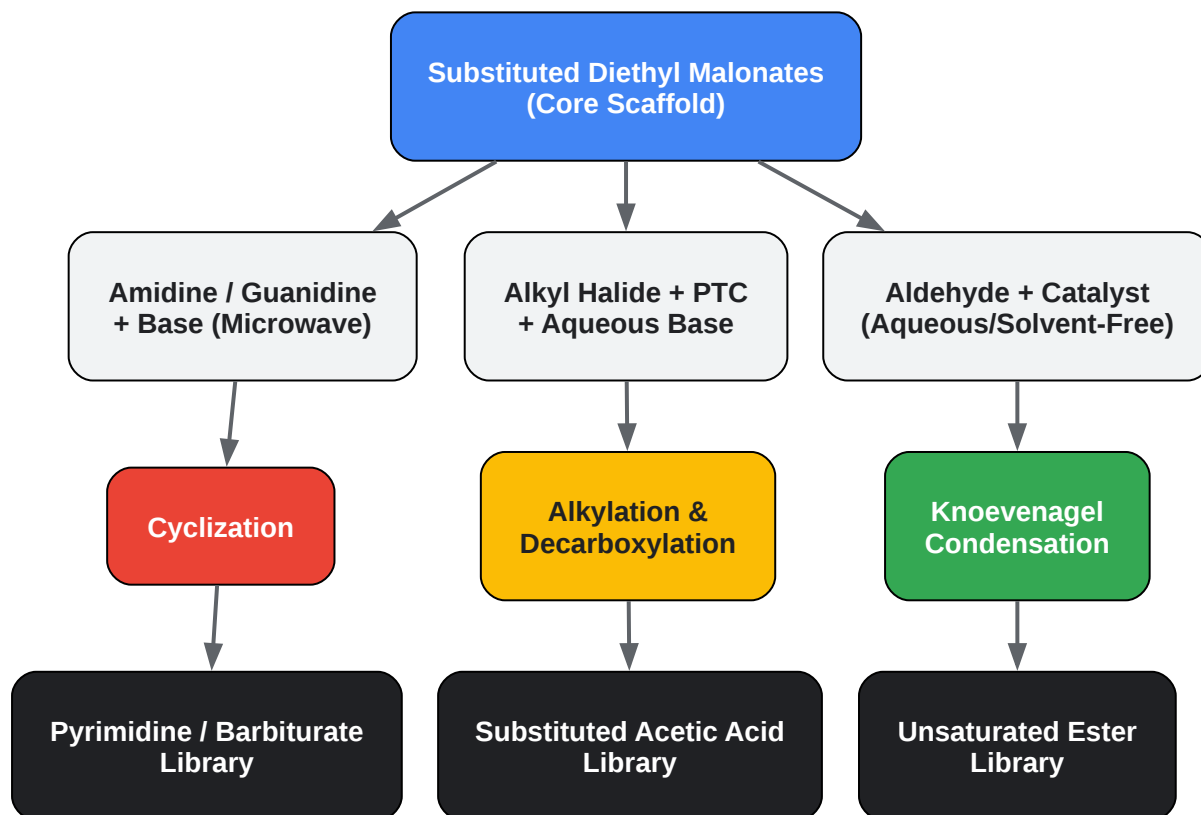 Substituted Diethyl Malonates
(Core Scaffold)
Amidine / Guanidine
+ Base (Microwave)
Alkyl Halide + PTC
+ Aqueous Base
Aldehyde + Catalyst
(Aqueous/Solvent-Free)
Cyclization
Alkylation &
Decarboxylation
Knoevenagel
Condensation
Pyrimidine / Barbiturate
Library
Substituted Acetic Acid
Library
Unsaturated Ester
Library